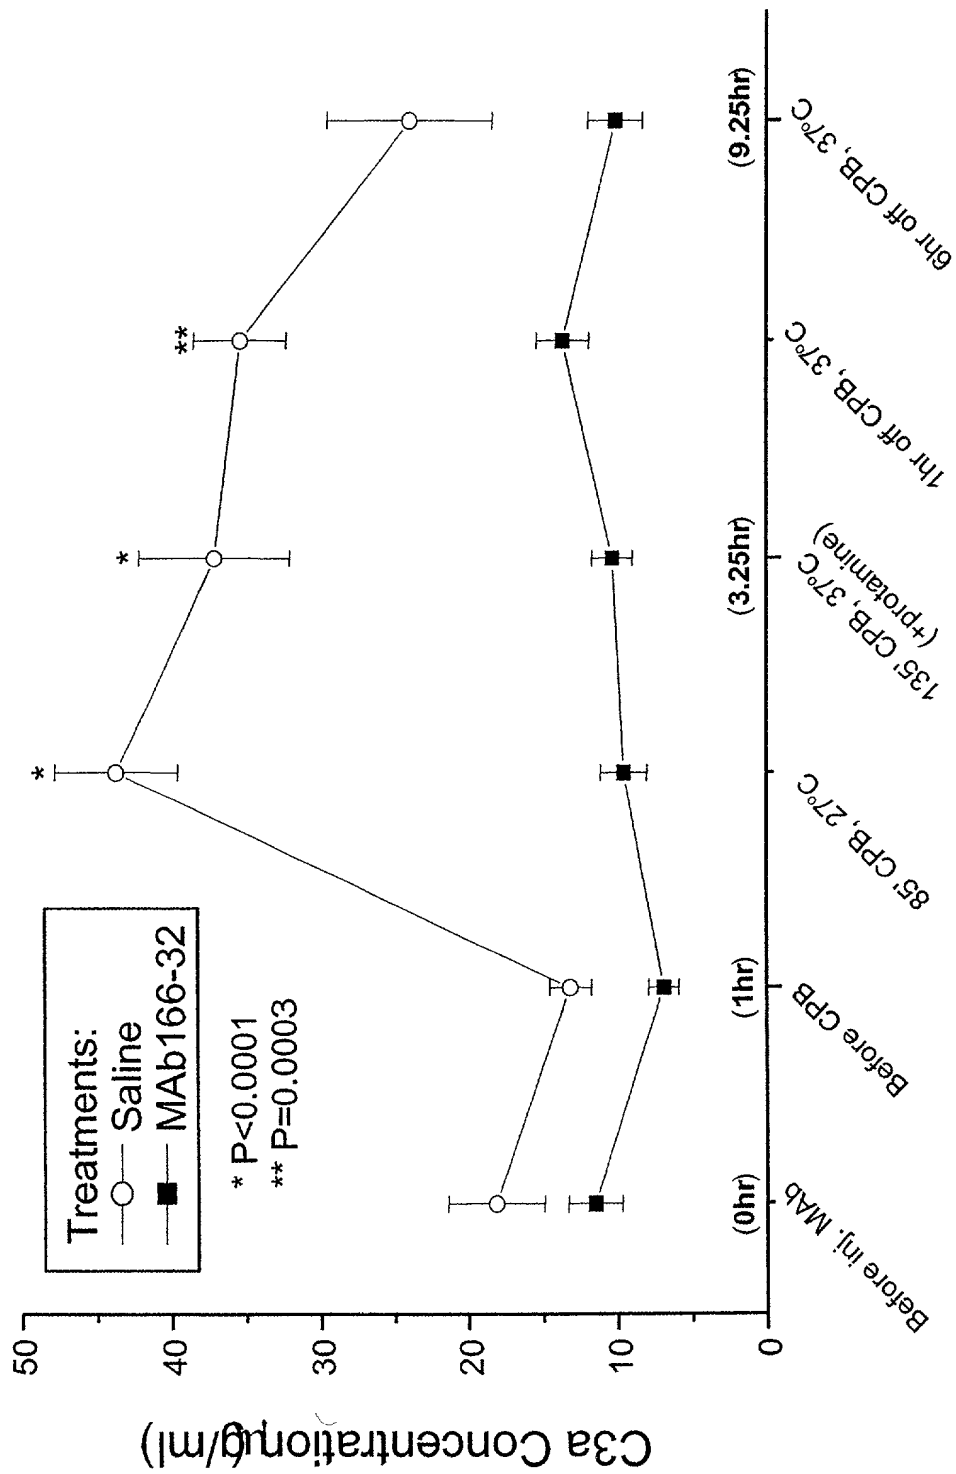 C3a Concentration (µg/ml)
50
40
30
20
10
0
Treatments:
Saline
MAb166-32
* P<0.0001
** P=0.0003
*
*
**
(0hr)
(1hr)
(3.25hr)
(9.25hr)
Before inj. MAb
Before CPB
85' CPB, 27°C
135' CPB, 37°C
(+protamine)
1hr off CPB, 37°C
6hr off CPB, 37°C